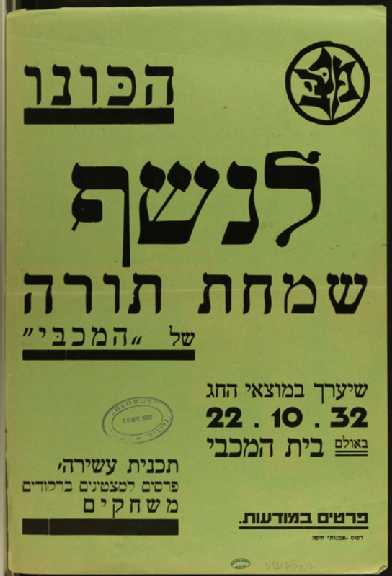 הכונו
לנשף
שמחת תורה
של "המכבי"
שיערך במוצאי החג
22.10.32
באולם בית המכבי
תכנית עשירה,
פרסים למצטינים בריקודים
משחקים
פרטים במודעות.